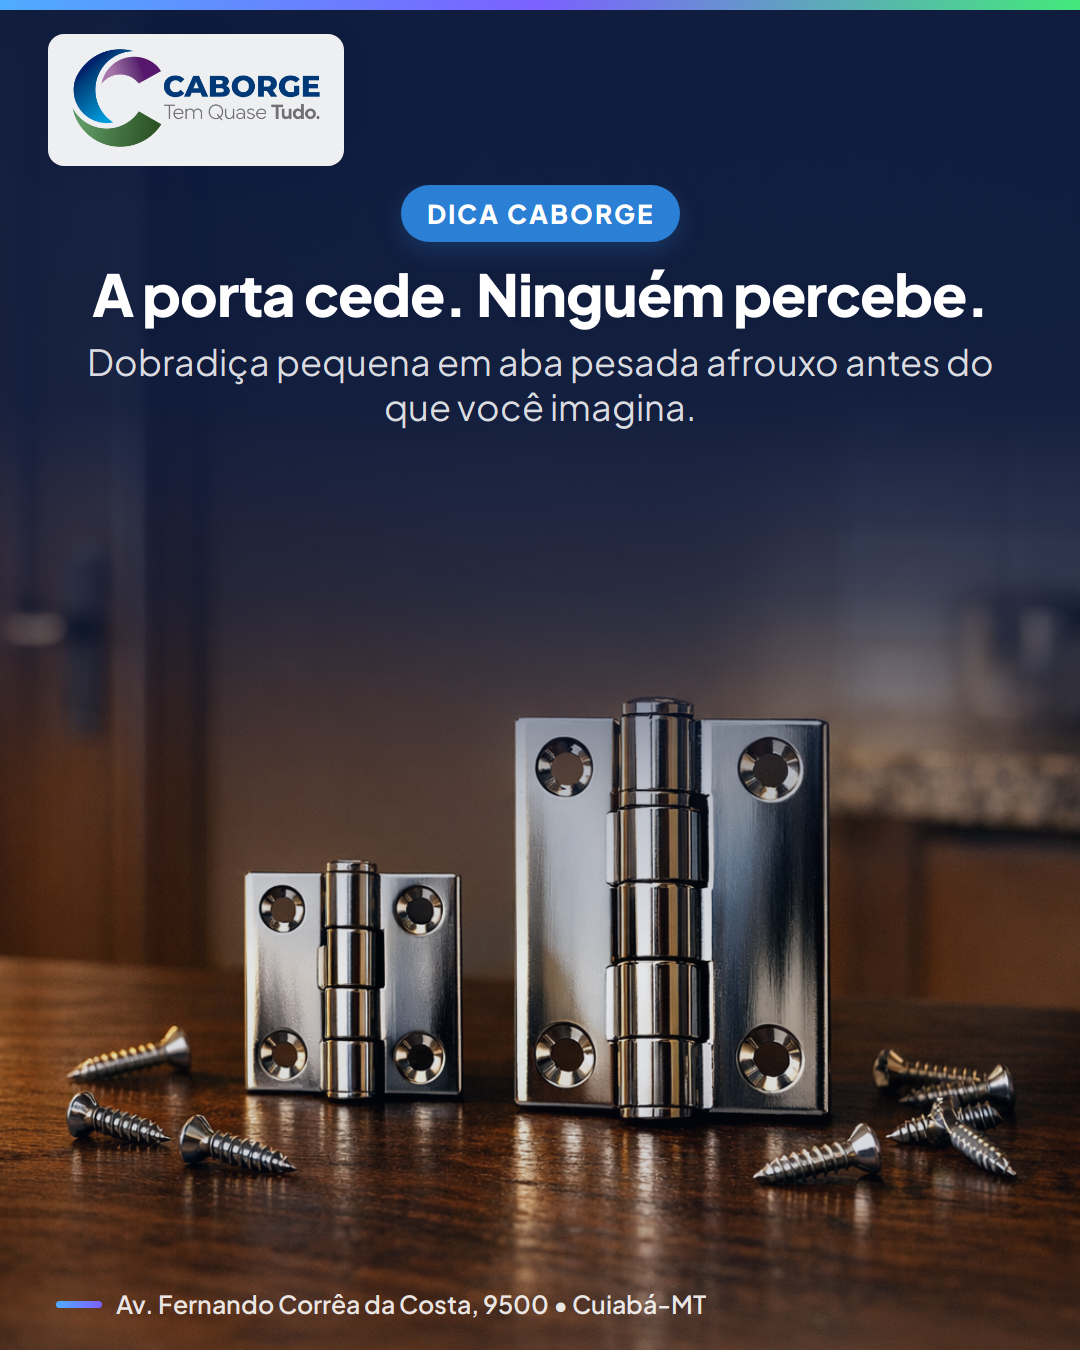 CABORGE
Tem Quase Tudo.
DICA CABORGE
A porta cede. Ninguém percebe.
Dobradiça pequena em aba pesada afrouxo antes do
que você imagina.
Av. Fernando Corrêa da Costa, 9500 • Cuiabá-MT